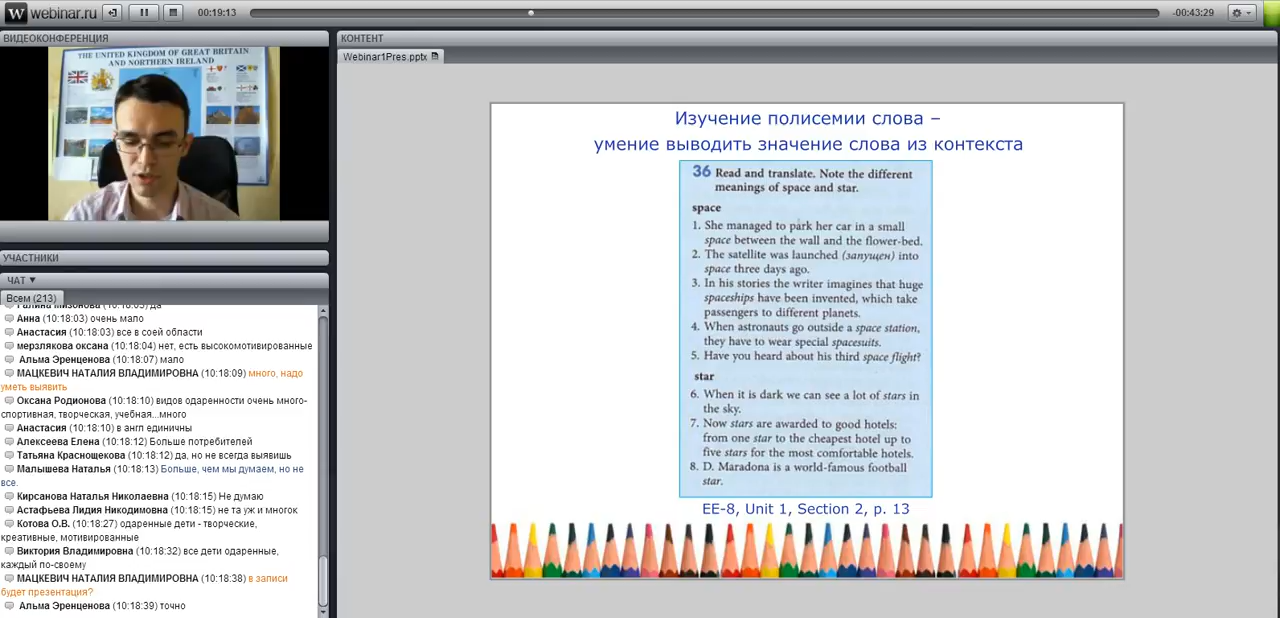 W webinar.ru
00:19:13
-00:43:29
ВИДЕОКОНФЕРЕНЦИЯ
THE UNITED KINGDOM OF GREAT BRITAIN
AND NORTHERN IRELAND
УЧАСТНИКИ
ЧАТ
Всем (213)
Галина Мизонова (10:18:03) да
Анна (10:18:03) очень мало
Анастасия (10:18:03) все в соей области
мерзлякова оксана (10:18:04) нет, есть высокомотивированные
Альма Эренценова (10:18:07) мало
МАЦКЕВИЧ НАТАЛИЯ ВЛАДИМИРОВНА (10:18:09) много, надо
уметь выявить
Оксана Родионова (10:18:10) видов одаренности очень много-
спортивная, творческая, учебная...много
Анастасия (10:18:10) в англ единичны
Алексеева Елена (10:18:12) Больше потребителей
Татьяна Краснощекова (10:18:12) да, но не всегда выявишь
Малышева Наталья (10:18:13) Больше, чем мы думаем, но не
все.
Кирсанова Наталья Николаевна (10:18:15) Не думаю
Астафьева Лидия Никодимовна (10:18:15) не та уж и многок
Котова О.В. (10:18:27) одаренные дети - творческие,
креативные, мотивированные
Виктория Владимировна (10:18:32) все дети одаренные,
каждый по-своему
МАЦКЕВИЧ НАТАЛИЯ ВЛАДИМИРОВНА (10:18:38) в записи
будет презентация?
Альма Эренценова (10:18:39) точно
КОНТЕНТ
Webinar1Pres.pptx
Изучение полисемии слова –
умение выводить значение слова из контекста
36 Read and translate. Note the different
meanings of space and star.
space
1. She managed to park her car in a small
space between the wall and the flower-bed.
2. The satellite was launched (запущен) into
space three days ago.
3. In his stories the writer imagines that huge
spaceships have been invented, which take
passengers to different planets.
4. When astronauts go outside a space station,
they have to wear special spacesuits.
5. Have you heard about his third space flight?
star
6. When it is dark we can see a lot of stars in
the sky.
7. Now stars are awarded to good hotels:
from one star to the cheapest hotel up to
five stars for the most comfortable hotels.
8. D. Maradona is a world-famous football
star.
EE-8, Unit 1, Section 2, p. 13